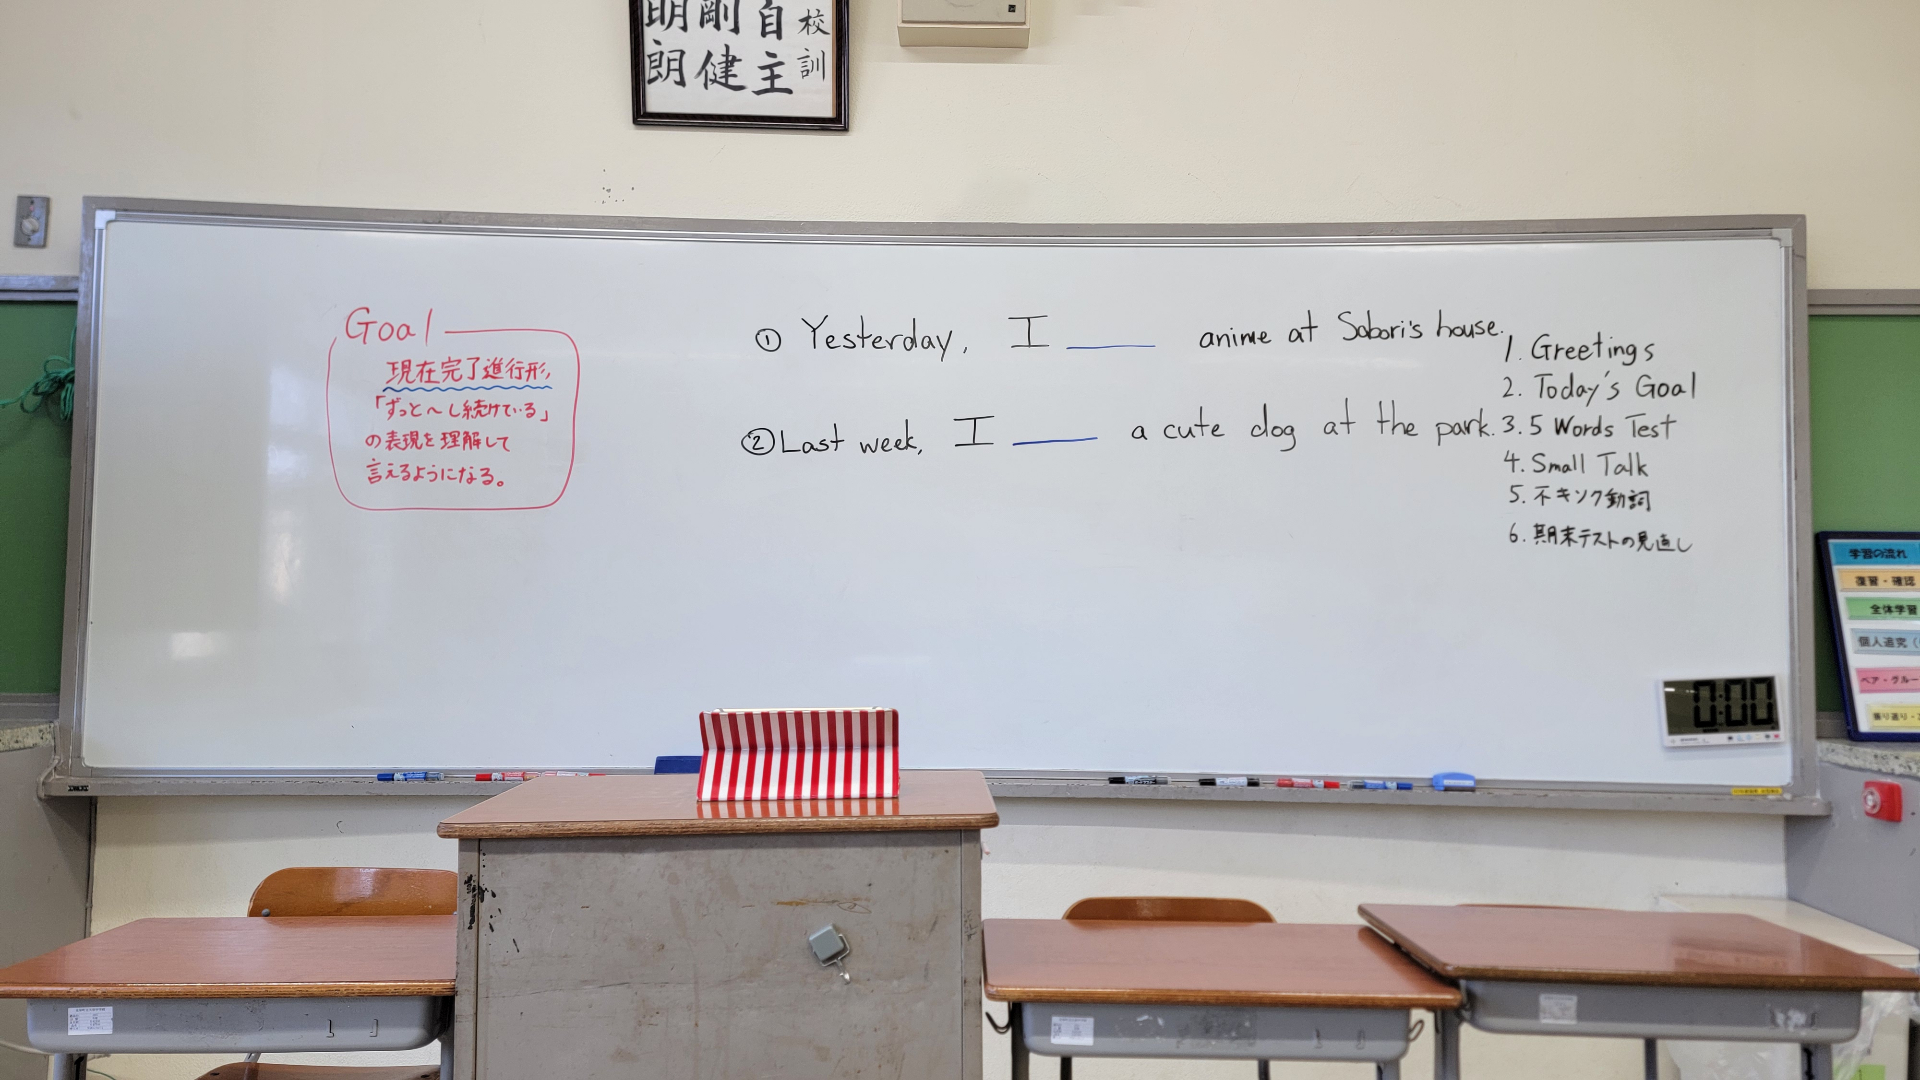 校訓
自主
剛健
明朗
Goal
現在完了進行形,
「ずっと〜し続けている」
の表現を理解して
言えるようになる。
① Yesterday, I ____ anime at Sabori's house.
② Last week, I ____ a cute dog at the park.
1. Greetings
2. Today's Goal
3. 5 Words Test
4. Small Talk
5. 不キソク動詞
6. 期末テストの見直し
学習の流れ
復習・確認
全体学習
個人追究(
ペア・グルー
振り返り・
0:00
0:00